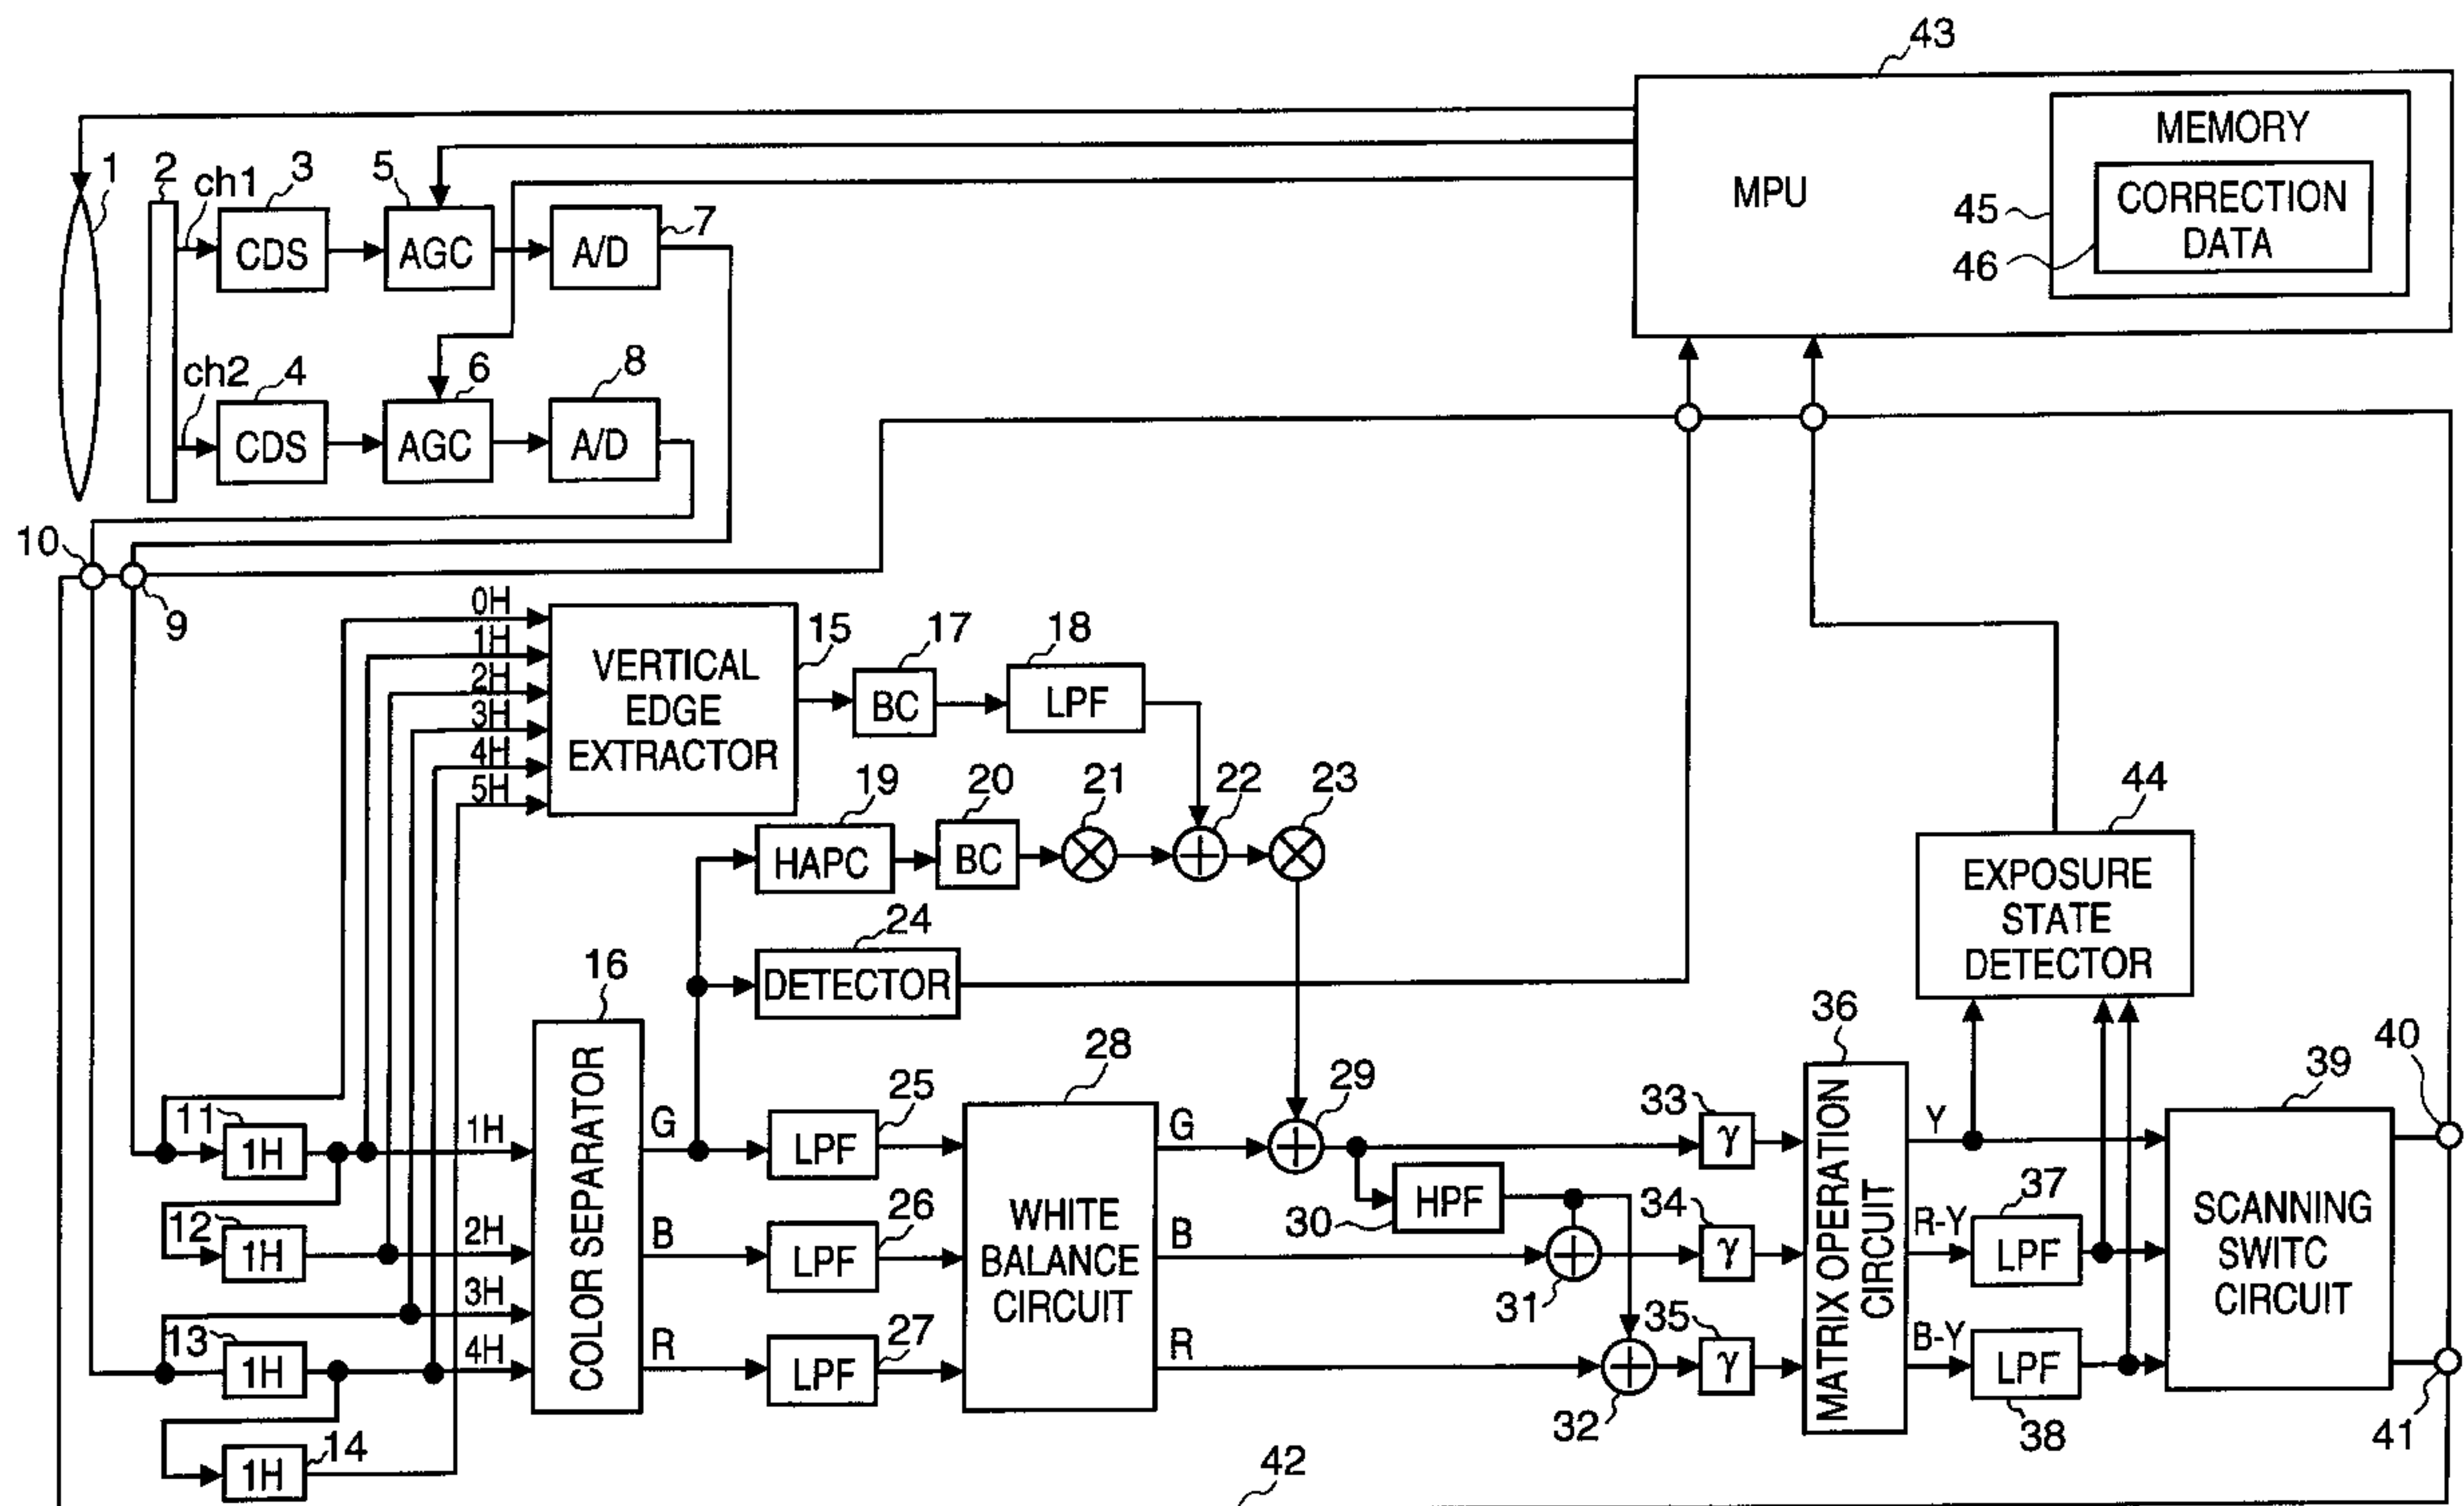 43
MEMORY
MPU
CORRECTION
DATA
45
46
1
2
ch1
3
5
7
CDS
AGC
A/D
ch2
4
6
8
CDS
AGC
A/D
10
9
0H
1H
2H
3H
4H
5H
VERTICAL
EDGE
EXTRACTOR
15
17
BC
18
LPF
19
HAPC
20
BC
21
22
23
24
DETECTOR
44
EXPOSURE
STATE
DETECTOR
11
1H
12
1H
13
1H
14
1H
1H
2H
3H
4H
16
COLOR SEPARATOR
G
B
R
25
LPF
26
LPF
27
LPF
28
WHITE
BALANCE
CIRCUIT
G
B
R
29
30
HPF
31
32
33
γ
34
γ
35
γ
36
MATRIX OPERATION
CIRCUIT
Y
R-Y
B-Y
37
LPF
LPF
38
39
SCANNING
SWITC
CIRCUIT
40
41
42